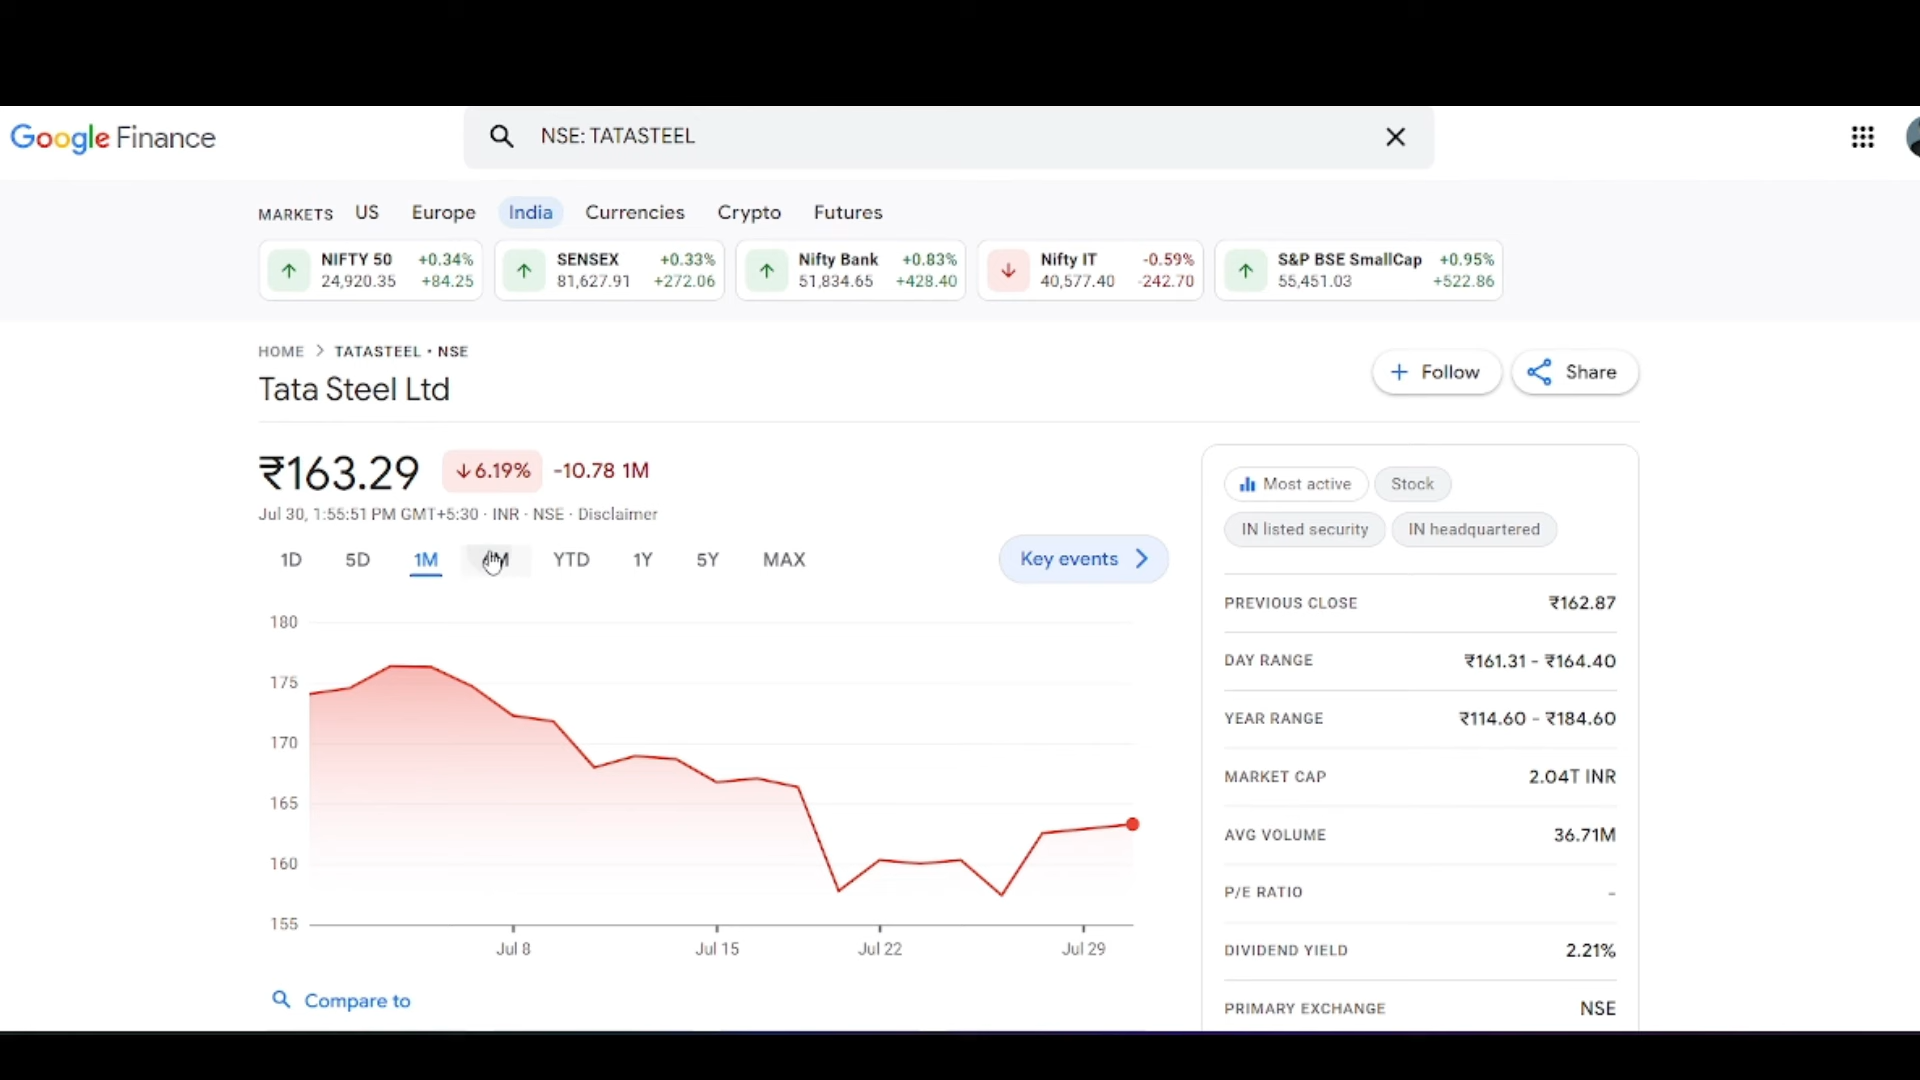 Google Finance
NSE: TATASTEEL
MARKETS US Europe India Currencies Crypto Futures
NIFTY 50 +0.34%
24,920.35 +84.25
SENSEX +0.33%
81,627.91 +272.06
Nifty Bank +0.83%
51,834.65 +428.40
Nifty IT -0.59%
40,577.40 -242.70
S&P BSE SmallCap +0.95%
55,451.03 +522.86
HOME > TATASTEEL • NSE
Tata Steel Ltd
+ Follow
Share
₹163.29 ↓6.19% -10.78 1M
Jul 30, 1:55:51 PM GMT+5:30 · INR · NSE · Disclaimer
1D 5D 1M YTD 1Y 5Y MAX
Key events
180
175
170
165
160
155
Jul 8 Jul 15 Jul 22 Jul 29
Compare to
Most active
Stock
IN listed security
IN headquartered
PREVIOUS CLOSE ₹162.87
DAY RANGE ₹161.31 - ₹164.40
YEAR RANGE ₹114.60 - ₹184.60
MARKET CAP 2.04T INR
AVG VOLUME 36.71M
P/E RATIO -
DIVIDEND YIELD 2.21%
PRIMARY EXCHANGE NSE